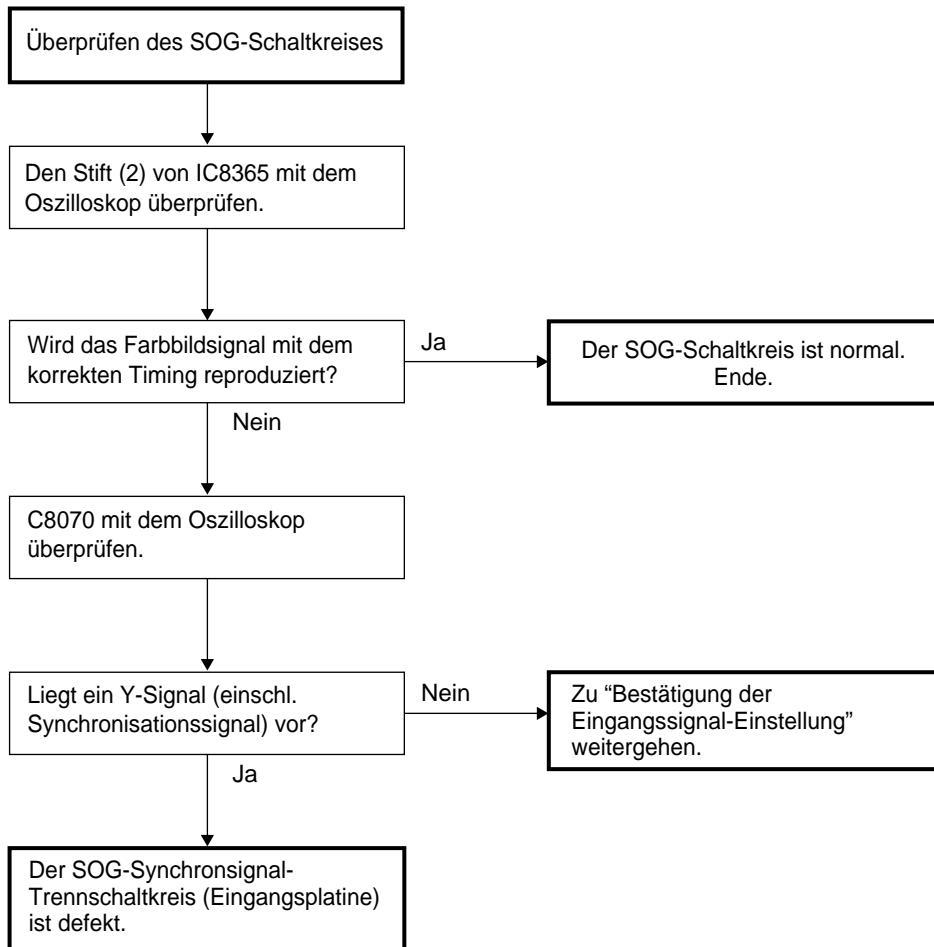 Überprüfen des SOG-Schaltkreises
Den Stift (2) von IC8365 mit dem
Oszilloskop überprüfen.
Wird das Farbbildsignal mit dem
korrekten Timing reproduziert?
Ja
Der SOG-Schaltkreis ist normal.
Ende.
Nein
C8070 mit dem Oszilloskop
überprüfen.
Liegt ein Y-Signal (einschl.
Synchronisationssignal) vor?
Nein
Zu “Bestätigung der
Eingangssignal-Einstellung”
weitergehen.
Ja
Der SOG-Synchronsignal-
Trennschaltkreis (Eingangsplatine)
ist defekt.